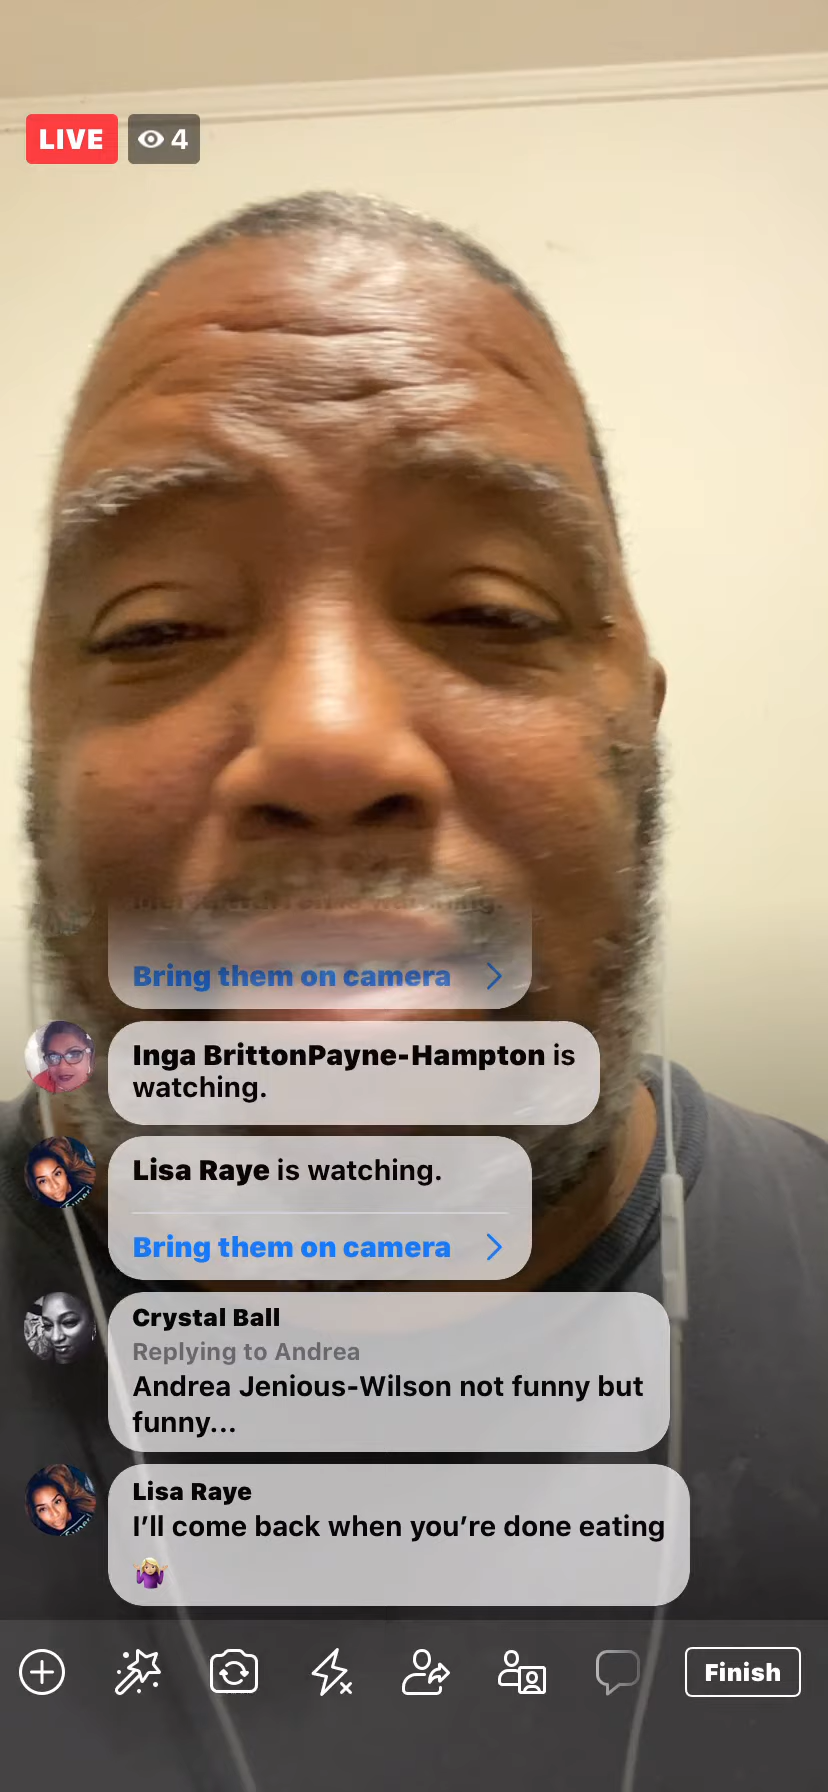 LIVE 4
is watching.
Bring them on camera
Inga BrittonPayne-Hampton is
watching.
Lisa Raye is watching.
Bring them on camera
Crystal Ball
Replying to Andrea
Andrea Jenious-Wilson not funny but
funny...
Lisa Raye
I’ll come back when you’re done eating
🤷🏼‍♀️
Finish